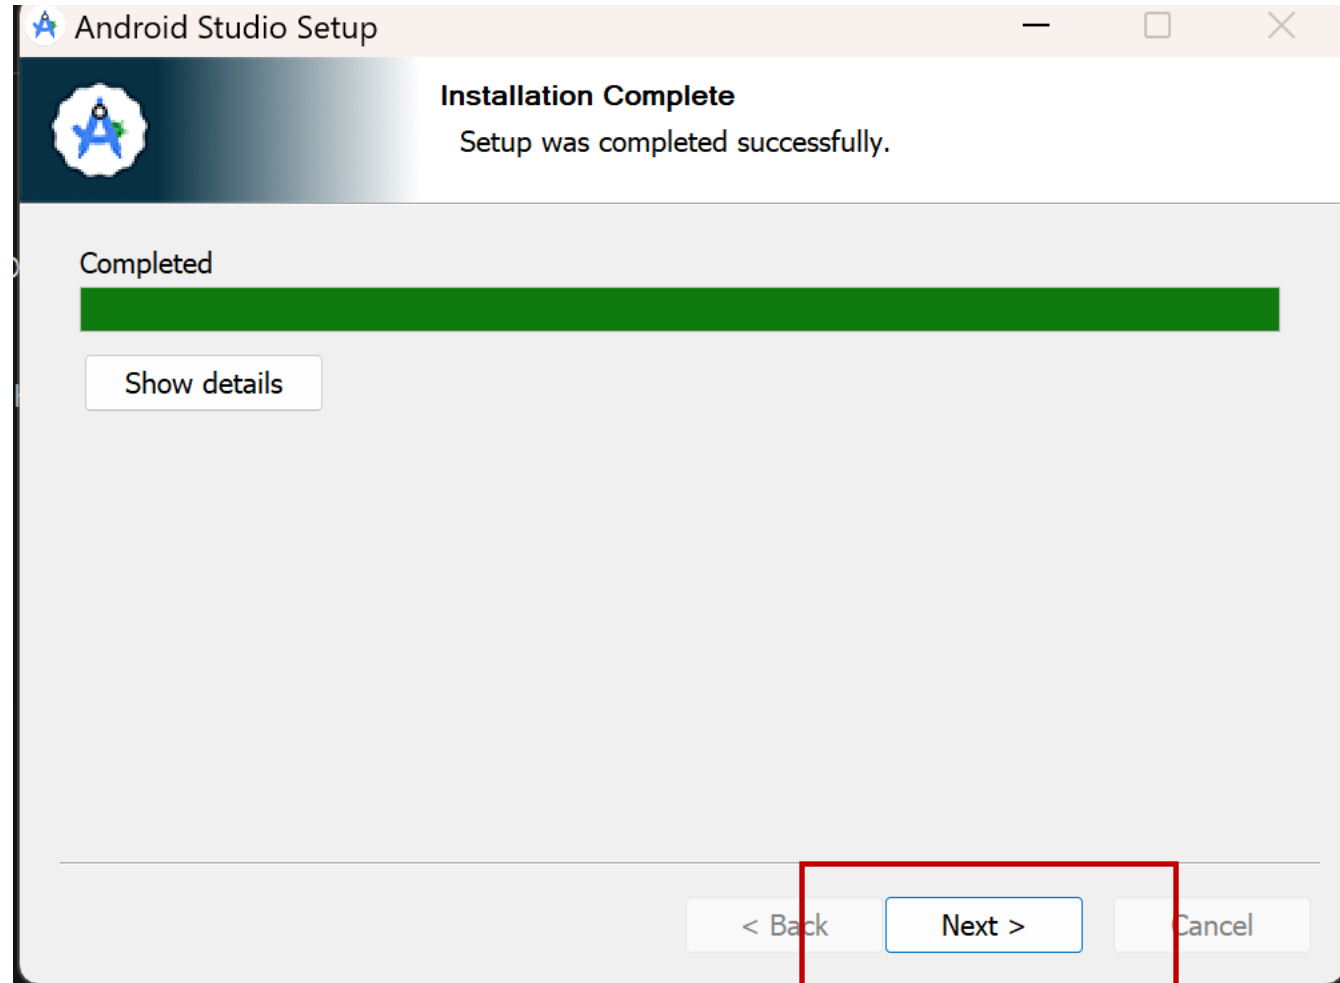 Android Studio Setup
Installation Complete
Setup was completed successfully.
Completed
Show details
< Back
Next >
Cancel